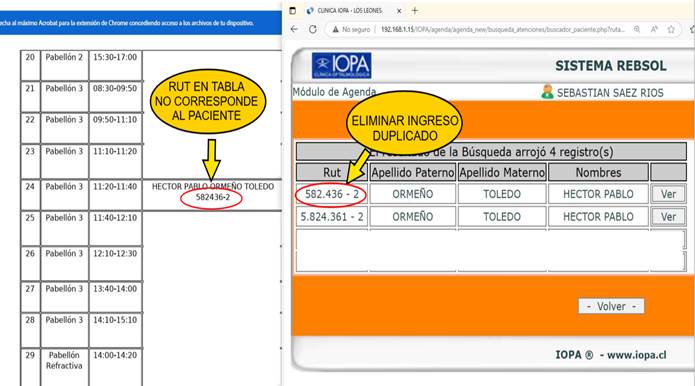 echa al máximo Acrobat para la extensión de Chrome concediendo acceso a los archivos de tu dispositivo.
20 Pabellón 2 15:30-17:00
21 Pabellón 3 08:30-09:50
22 Pabellón 3 09:50-11:10
23 Pabellón 3 11:10-11:20
24 Pabellón 3 11:20-11:40 HECTOR PABLO ORMEÑO TOLEDO
582436-2
25 Pabellón 3 11:40-12:10
26 Pabellón 3 12:10-12:30
27 Pabellón 3 13:40-14:00
28 Pabellón 3 14:10-15:10
29 Pabellón 14:00-14:20
Refractiva
RUT EN TABLA
NO CORRESPONDE
AL PACIENTE
CLINICA IOPA - LOS LEONES
No seguro 192.168.1.15/IOPA/agenda/agenda_new/busqueda_atenciones/buscador_paciente.php?ruta...
IOPA
CLÍNICA OFTALMOLÓGICA
SISTEMA REBSOL
Módulo de Agenda
SEBASTIAN SAEZ RIOS
ELIMINAR INGRESO
DUPLICADO
El resultado de la Búsqueda arrojó 4 registro(s)
Rut Apellido Paterno Apellido Materno Nombres
582.436 - 2 ORMEÑO TOLEDO HECTOR PABLO Ver
5.824.361 - 2 ORMEÑO TOLEDO HECTOR PABLO Ver
- Volver -
IOPA ® - www.iopa.cl